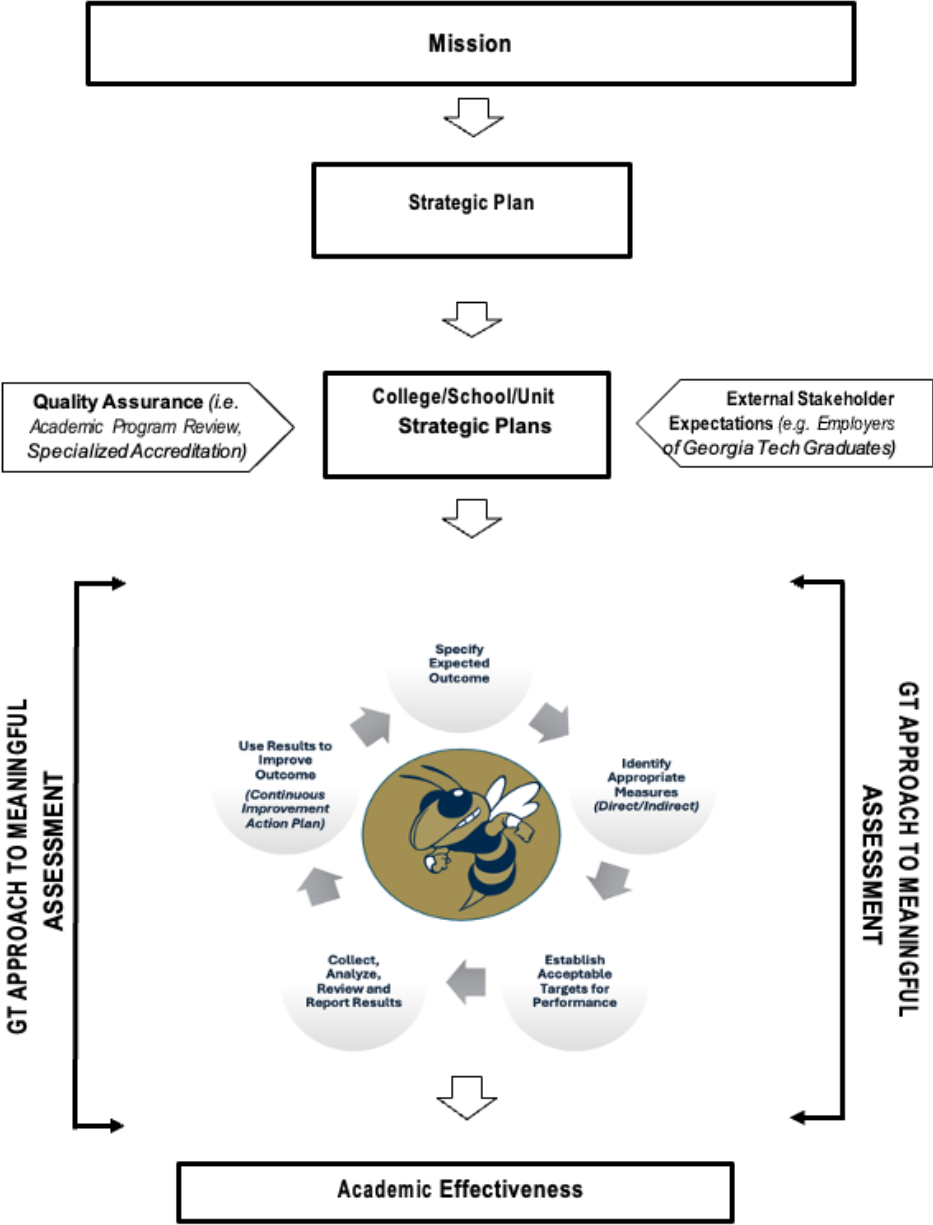 Mission
Strategic Plan
Quality Assurance (i.e.
Academic Program Review,
Specialized Accreditation)
College/School/Unit
Strategic Plans
External Stakeholder
Expectations (e.g. Employers
of Georgia Tech Graduates)
GT APPROACH TO MEANINGFUL
ASSESSMENT
Specify
Expected
Outcome
Identify
Appropriate
Measures
(Direct/Indirect)
Establish
Acceptable
Targets for
Performance
Collect,
Analyze,
Review and
Report Results
Use Results to
Improve
Outcome
(Continuous
Improvement
Action Plan)
GT APPROACH TO MEANINGFUL
ASSESSMENT
Academic Effectiveness